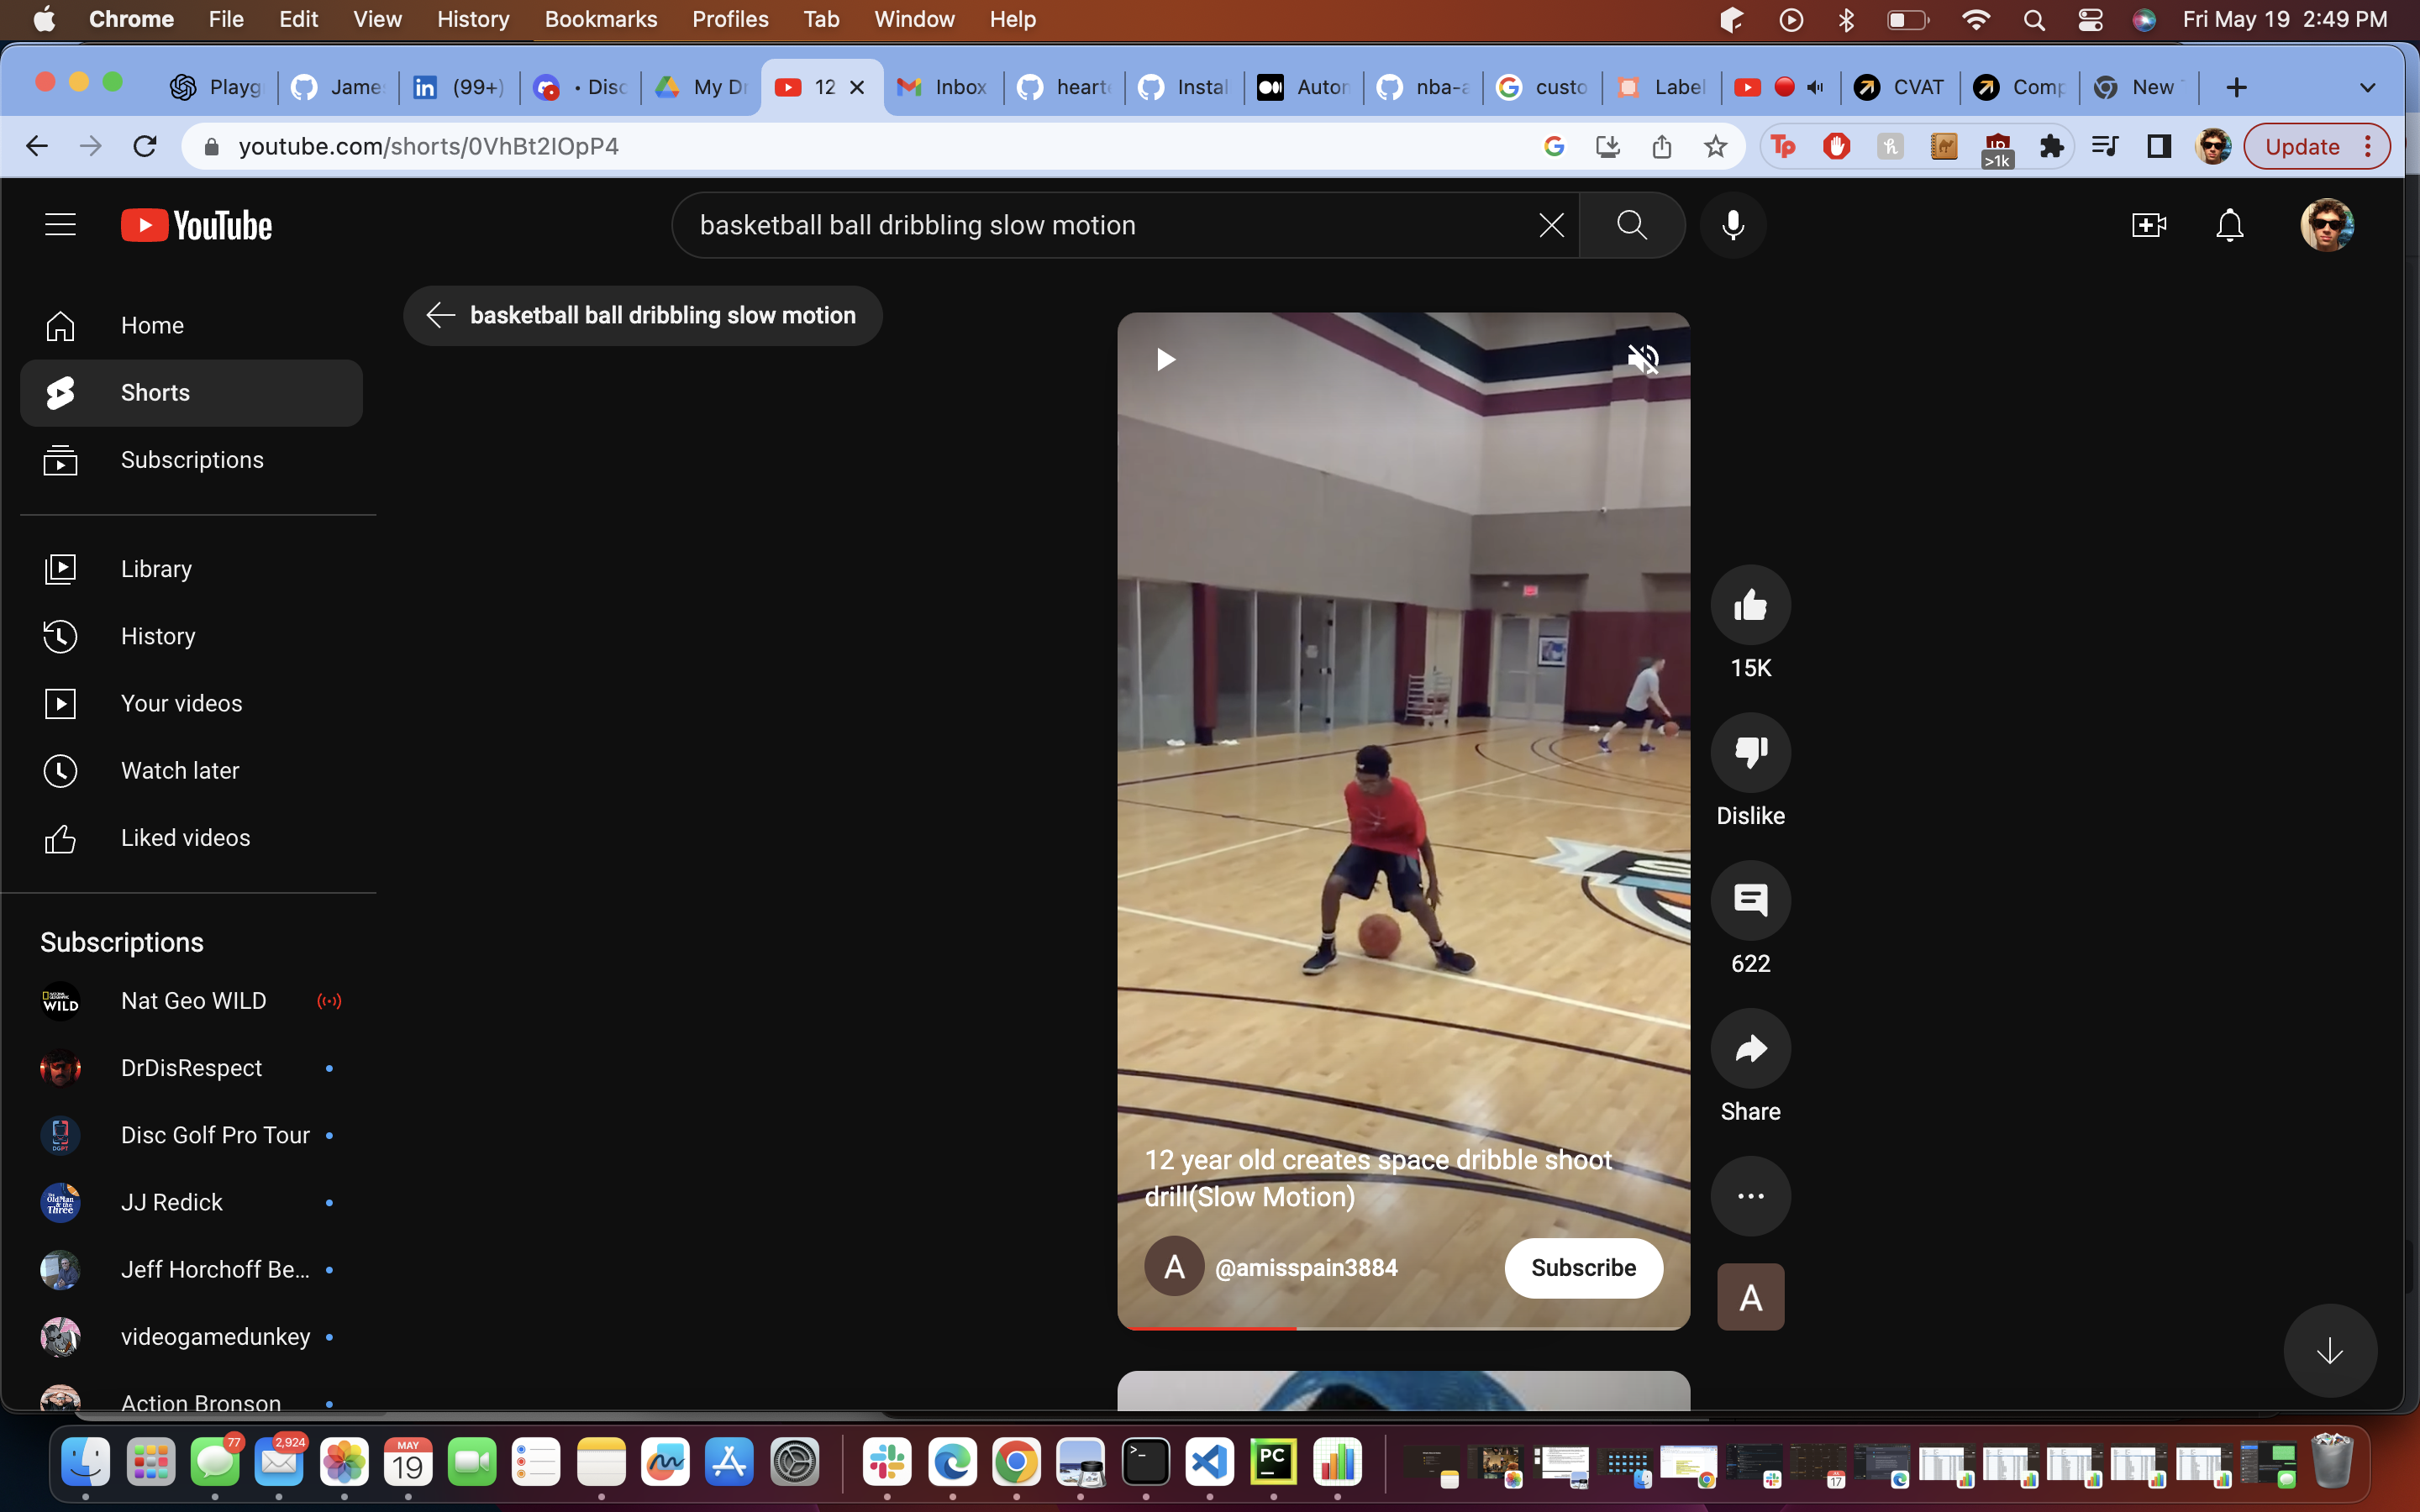 Chrome File Edit View History Bookmarks Profiles Tab Window Help Fri May 19 2:49 PM
Playg James (99+) • Disc My Dr 12 Inbox hearte Instal Auton nba-a custo Label CVAT Comp New
youtube.com/shorts/0VhBt2IOpP4 Tp >1k Update
YouTube basketball ball dribbling slow motion
basketball ball dribbling slow motion
Home
Shorts
Subscriptions
Library
History
Your videos
Watch later
Liked videos
Subscriptions
WILD Nat Geo WILD
DrDisRespect
Disc Golf Pro Tour
JJ Redick
Jeff Horchoff Be...
videogamedunkey
Action Bronson
15K
Dislike
622
Share
12 year old creates space dribble shoot
drill(Slow Motion)
A @amisspain3884 Subscribe
A
77 2,924 MAY 19 PC 17